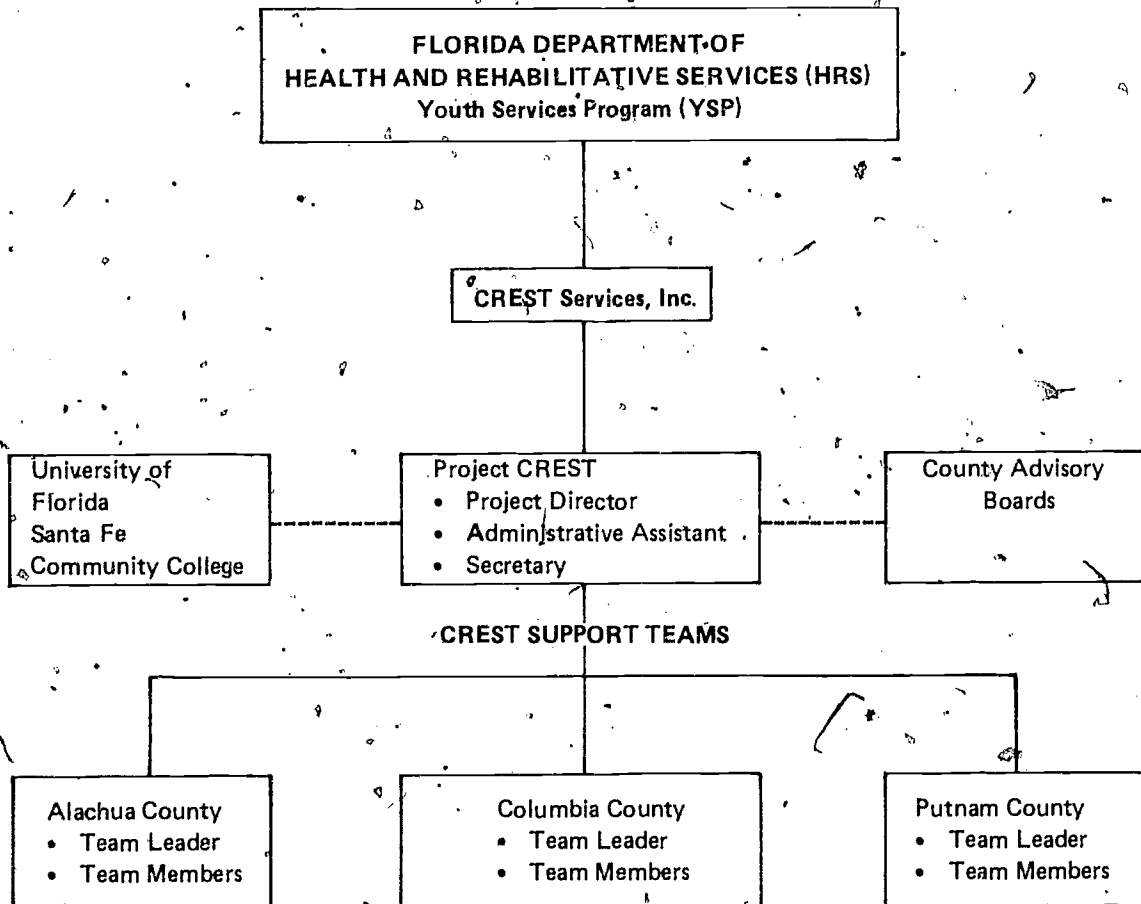 FLORIDA DEPARTMENT OF
HEALTH AND REHABILITATIVE SERVICES (HRS)
Youth Services Program (YSP)
CREST Services, Inc.
University of
Florida
Santa Fe
Community College
Project CREST
• Project Director
• Administrative Assistant
• Secretary
County Advisory
Boards
CREST SUPPORT TEAMS
Alachua County
• Team Leader
• Team Members
Columbia County
• Team Leader
• Team Members
Putnam County
• Team Leader
• Team Members